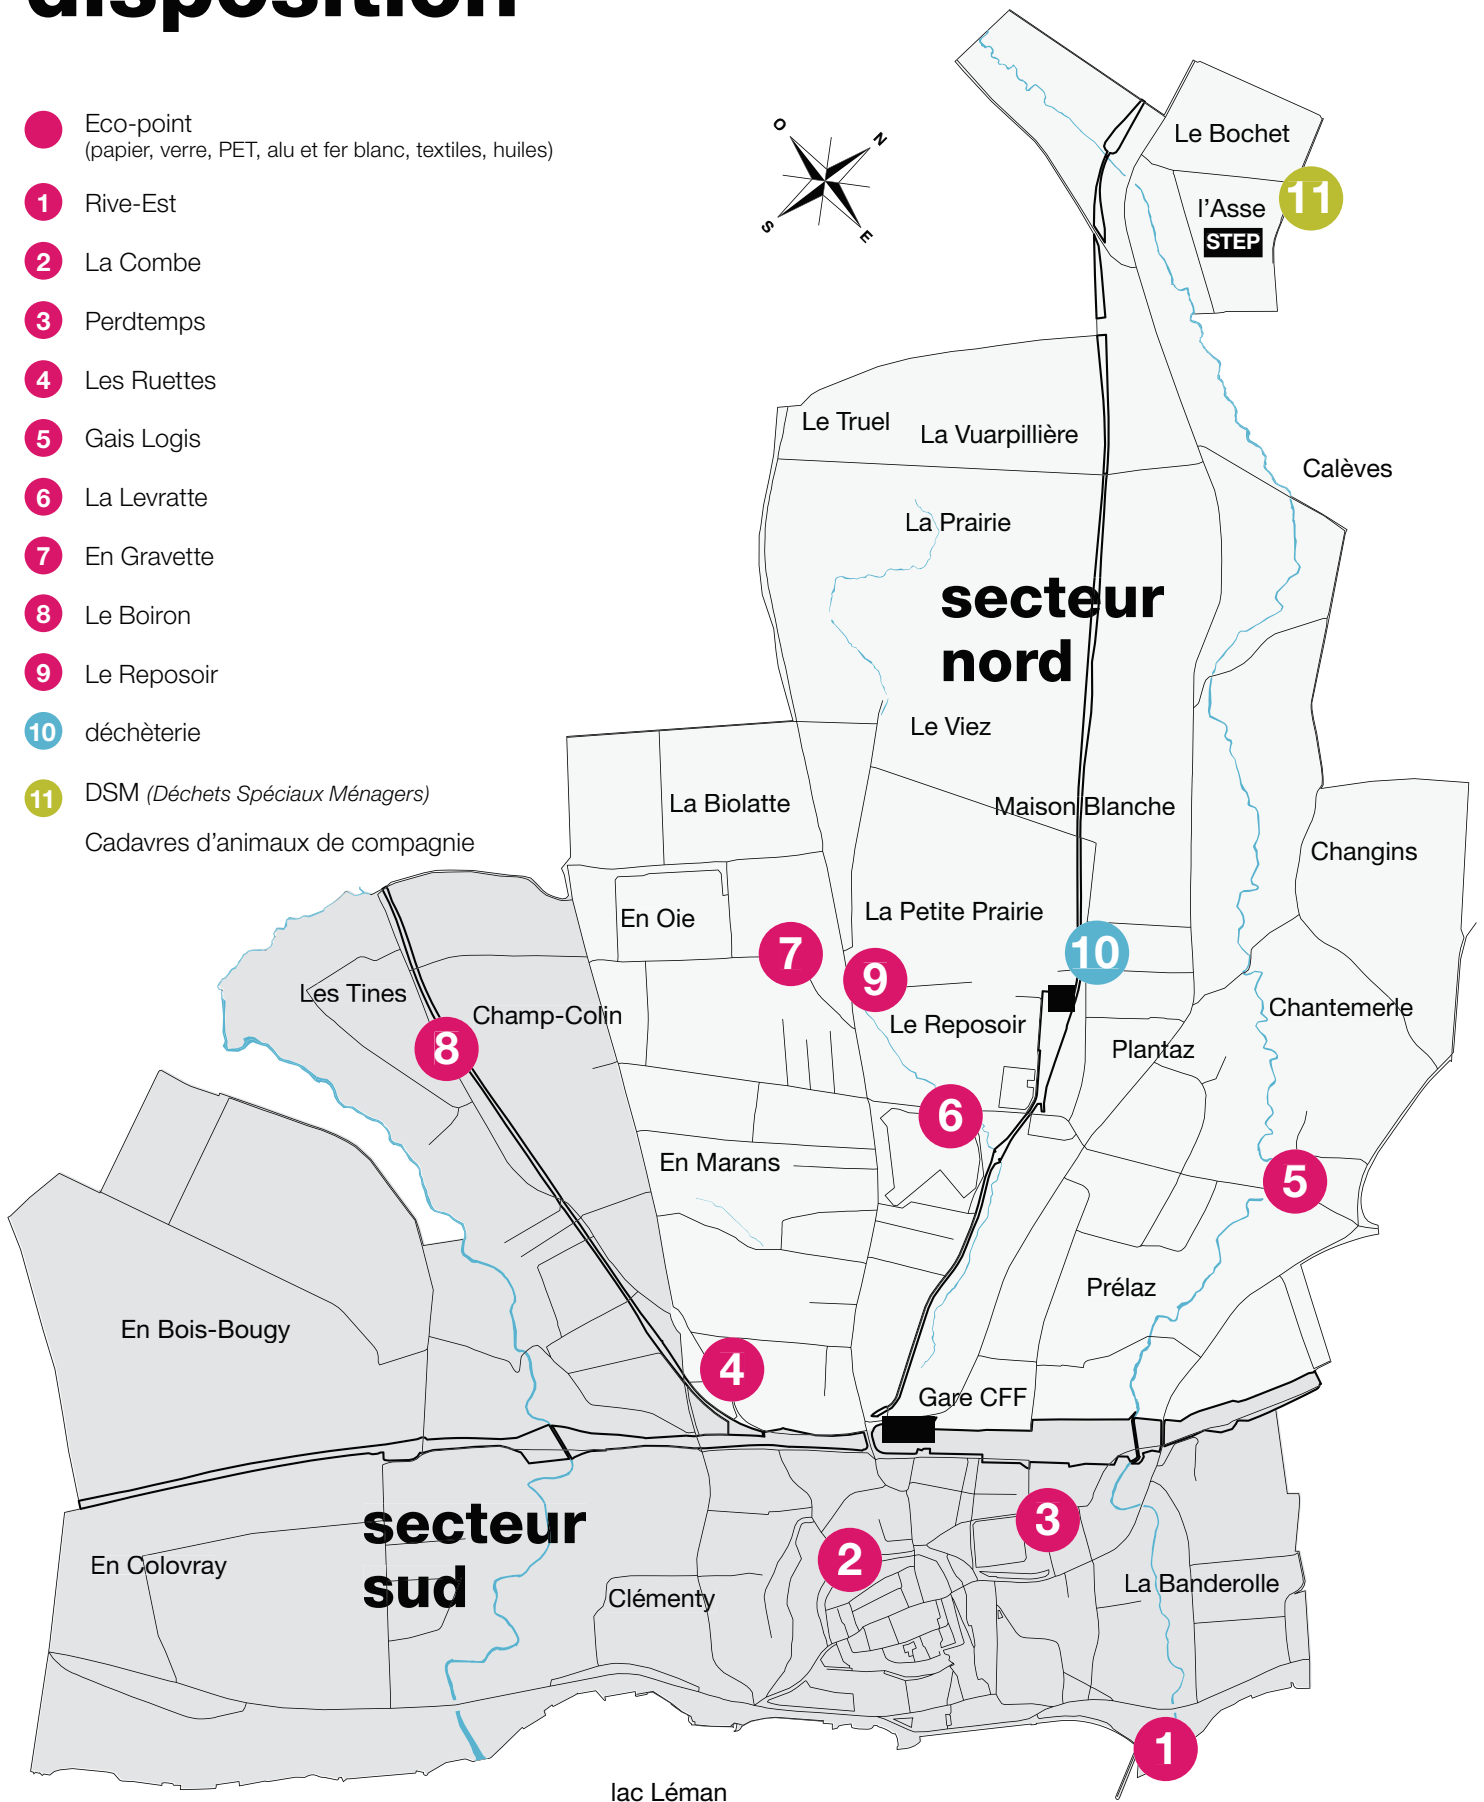 disposition
Eco-point
(papier, verre, PET, alu et fer blanc, textiles, huiles)
1 Rive-Est
2 La Combe
3 Perdtemps
4 Les Ruettes
5 Gais Logis
6 La Levratte
7 En Gravette
8 Le Boiron
9 Le Reposoir
10 déchèterie
11 DSM (Déchets Spéciaux Ménagers)
Cadavres d'animaux de compagnie
O
N
S
E
Le Bochet
l'Asse
11
STEP
Le Truel
La Vuarpillière
Calèves
La Prairie
secteur
nord
Le Viez
La Biolatte
Maison Blanche
Changins
En Oie
La Petite Prairie
7
10
9
Les Tines
Champ-Colin
Chantemerle
Le Reposoir
8
Plantaz
6
En Marans
5
Prélaz
En Bois-Bougy
4
Gare CFF
secteur
sud
3
2
En Colovray
Clémenty
La Banderolle
1
lac Léman